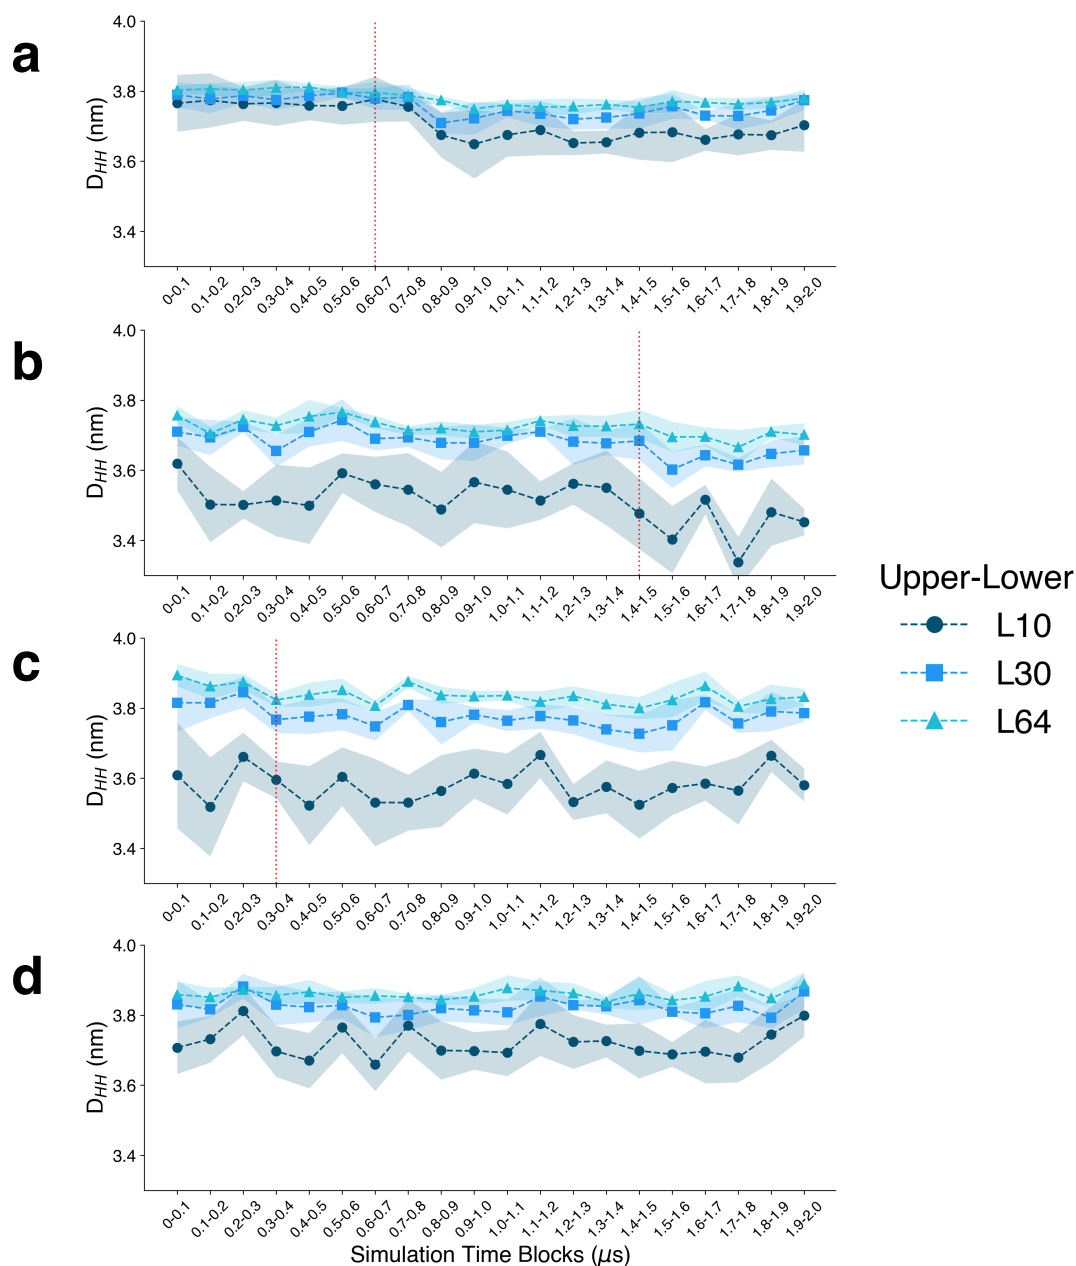 a
4.0
3.8
3.6
3.4
D_HH (nm)
0-0.1 0.1-0.2 0.2-0.3 0.3-0.4 0.4-0.5 0.5-0.6 0.6-0.7 0.7-0.8 0.8-0.9 0.9-1.0 1.0-1.1 1.1-1.2 1.2-1.3 1.3-1.4 1.4-1.5 1.5-1.6 1.6-1.7 1.7-1.8 1.8-1.9 1.9-2.0
b
4.0
3.8
3.6
3.4
D_HH (nm)
0-0.1 0.1-0.2 0.2-0.3 0.3-0.4 0.4-0.5 0.5-0.6 0.6-0.7 0.7-0.8 0.8-0.9 0.9-1.0 1.0-1.1 1.1-1.2 1.2-1.3 1.3-1.4 1.4-1.5 1.5-1.6 1.6-1.7 1.7-1.8 1.8-1.9 1.9-2.0
Upper-Lower
L10
L30
L64
c
4.0
3.8
3.6
3.4
D_HH (nm)
0-0.1 0.1-0.2 0.2-0.3 0.3-0.4 0.4-0.5 0.5-0.6 0.6-0.7 0.7-0.8 0.8-0.9 0.9-1.0 1.0-1.1 1.1-1.2 1.2-1.3 1.3-1.4 1.4-1.5 1.5-1.6 1.6-1.7 1.7-1.8 1.8-1.9 1.9-2.0
d
4.0
3.8
3.6
3.4
D_HH (nm)
0-0.1 0.1-0.2 0.2-0.3 0.3-0.4 0.4-0.5 0.5-0.6 0.6-0.7 0.7-0.8 0.8-0.9 0.9-1.0 1.0-1.1 1.1-1.2 1.2-1.3 1.3-1.4 1.4-1.5 1.5-1.6 1.6-1.7 1.7-1.8 1.8-1.9 1.9-2.0
Simulation Time Blocks (μs)